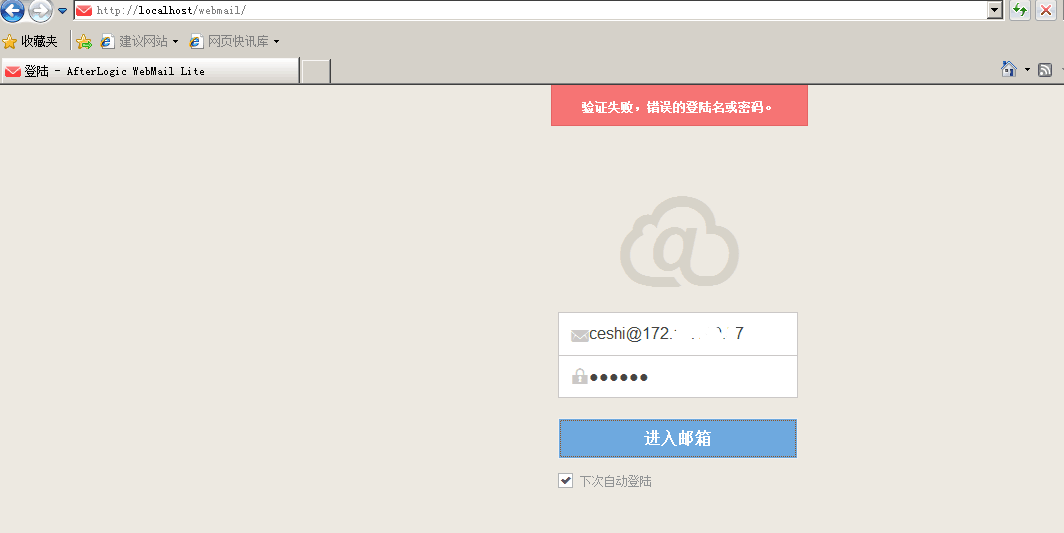 http://localhost/webmail/
收藏夹
建议网站
网页快讯库
登陆 - AfterLogic WebMail Lite
验证失败，错误的登陆名或密码。
@
ceshi@172.
7
●●●●●●
进入邮箱
下次自动登陆